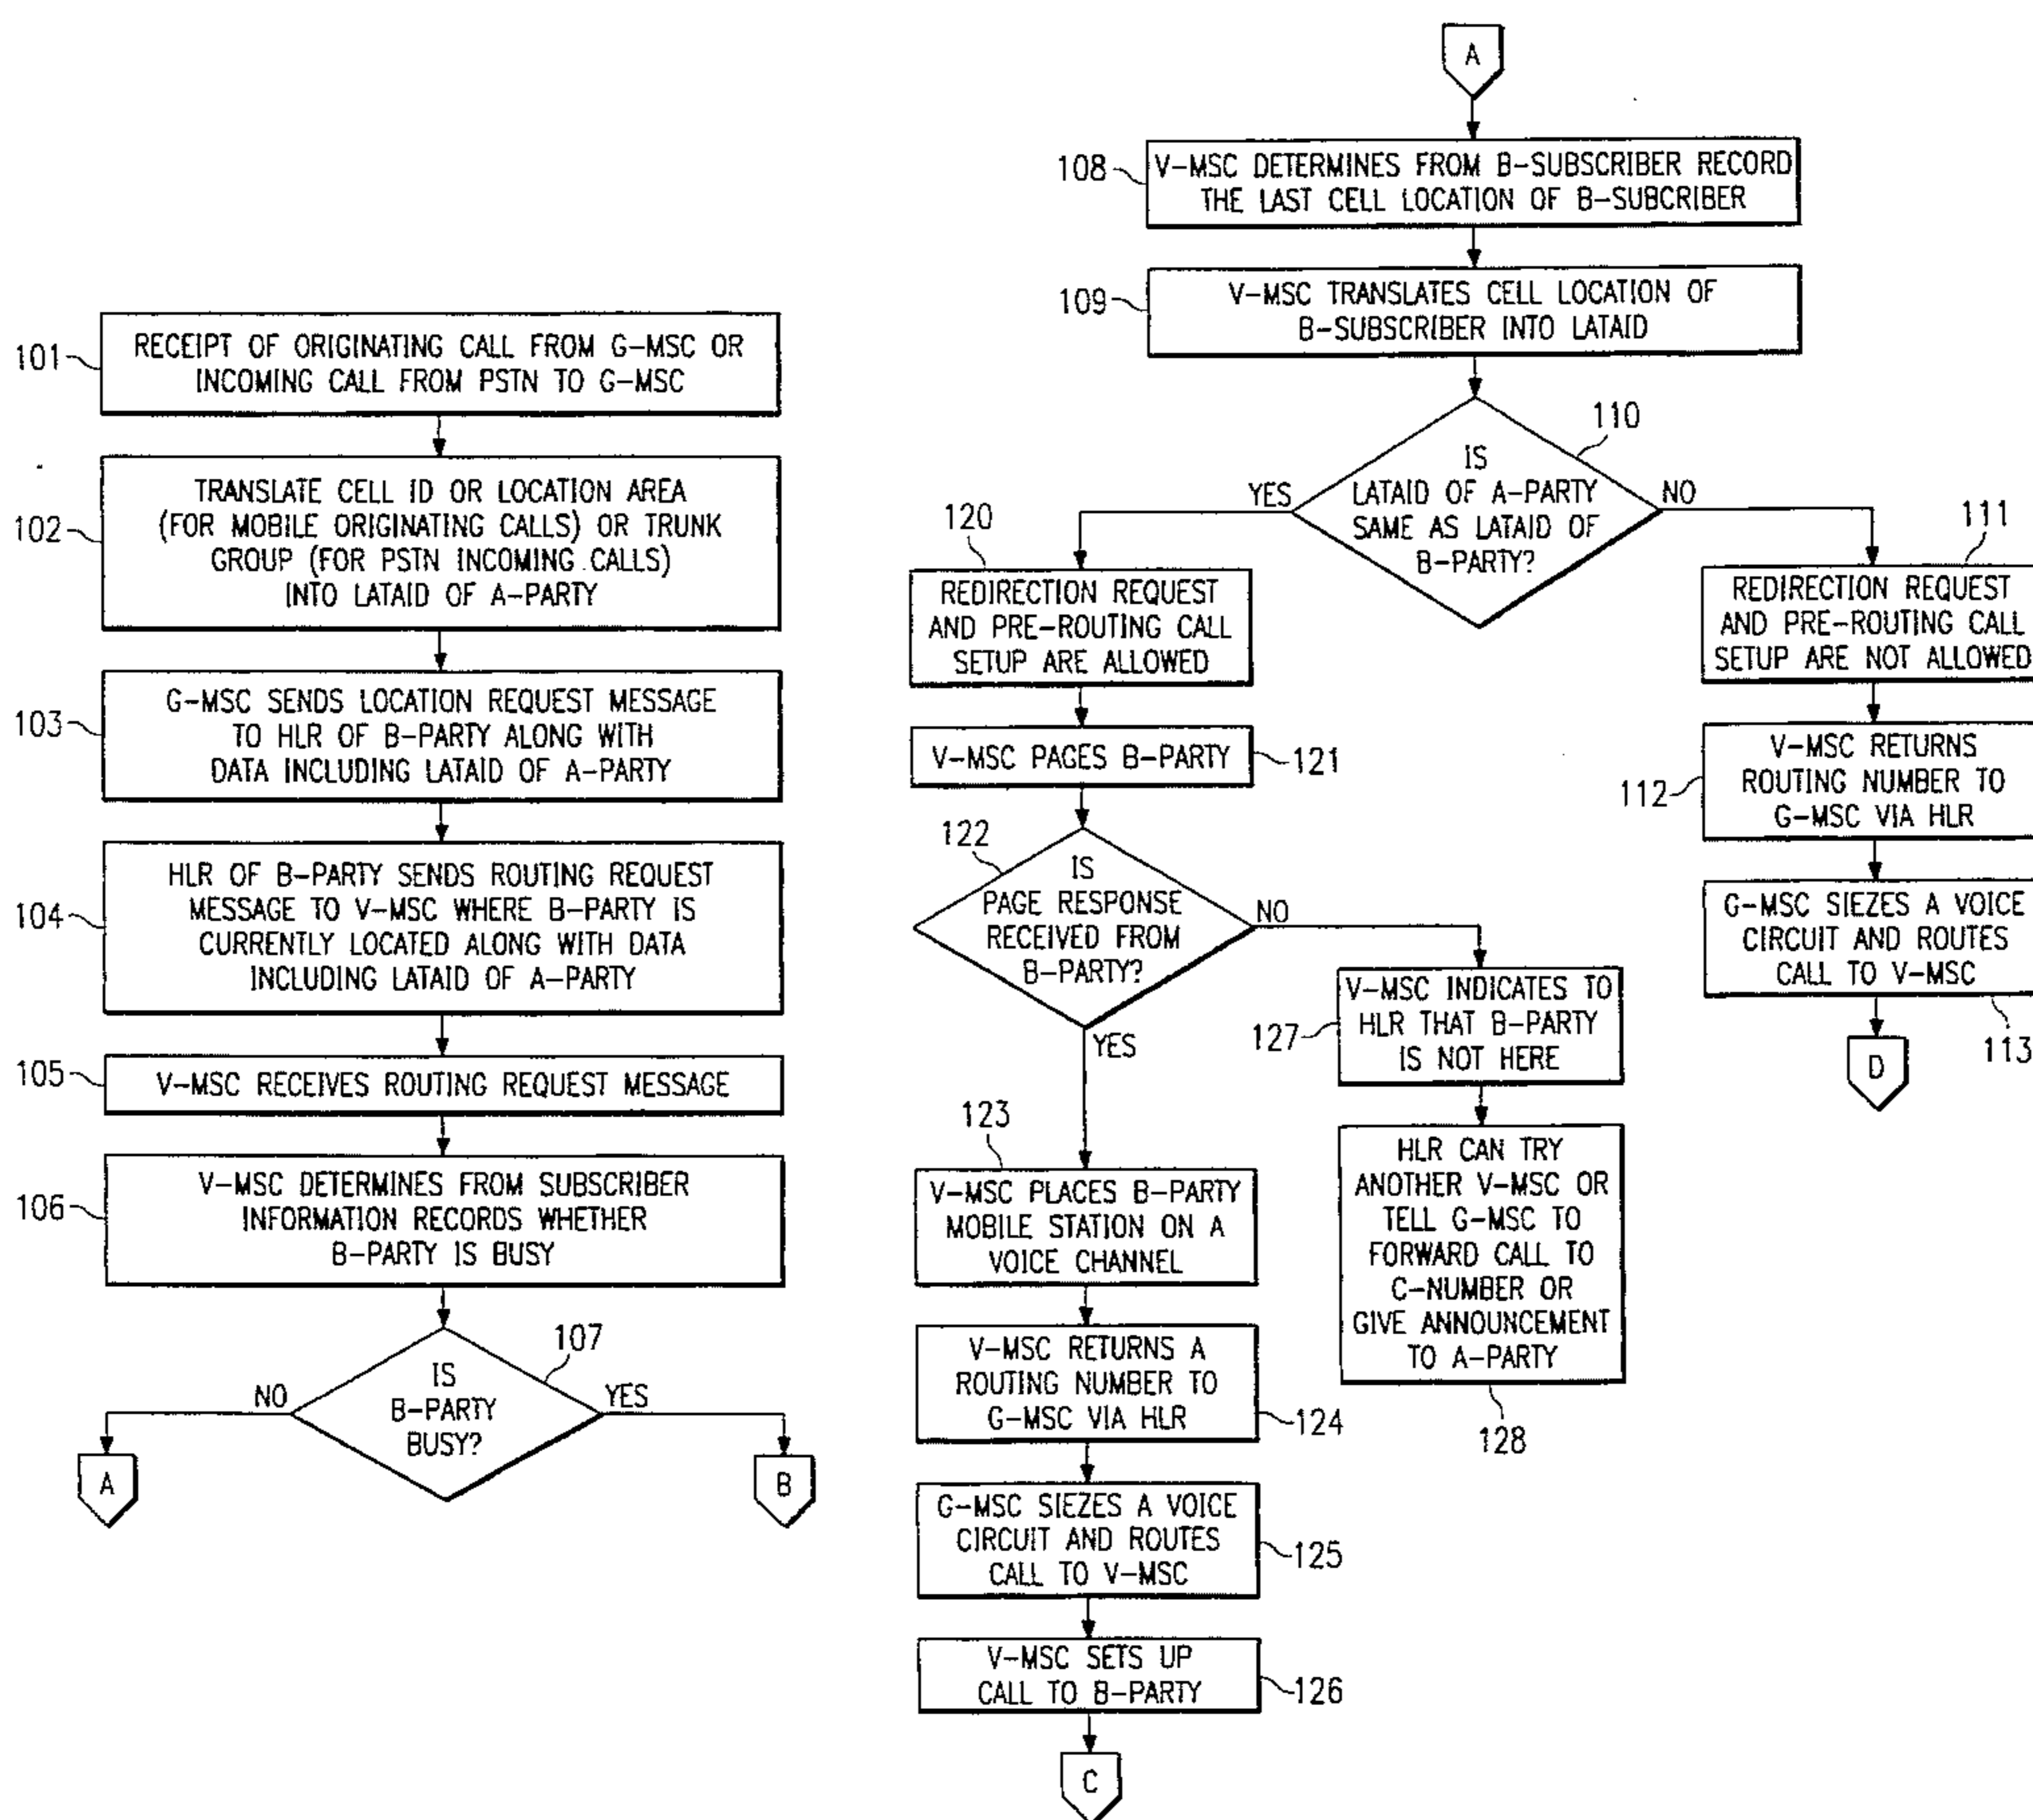 101
RECEIPT OF ORIGINATING CALL FROM G-MSC OR
INCOMING CALL FROM PSTN TO G-MSC
102
TRANSLATE CELL ID OR LOCATION AREA
(FOR MOBILE ORIGINATING CALLS) OR TRUNK
GROUP (FOR PSTN INCOMING CALLS)
INTO LATAID OF A-PARTY
103
G-MSC SENDS LOCATION REQUEST MESSAGE
TO HLR OF B-PARTY ALONG WITH
DATA INCLUDING LATAID OF A-PARTY
104
HLR OF B-PARTY SENDS ROUTING REQUEST
MESSAGE TO V-MSC WHERE B-PARTY IS
CURRENTLY LOCATED ALONG WITH DATA
INCLUDING LATAID OF A-PARTY
105
V-MSC RECEIVES ROUTING REQUEST MESSAGE
106
V-MSC DETERMINES FROM SUBSCRIBER
INFORMATION RECORDS WHETHER
B-PARTY IS BUSY
107
IS
B-PARTY
BUSY?
NO
YES
A
B
A
108
V-MSC DETERMINES FROM B-SUBSCRIBER RECORD
THE LAST CELL LOCATION OF B-SUBCRIBER
109
V-MSC TRANSLATES CELL LOCATION OF
B-SUBSCRIBER INTO LATAID
110
IS
LATAID OF A-PARTY
SAME AS LATAID OF
B-PARTY?
YES
NO
120
REDIRECTION REQUEST
AND PRE-ROUTING CALL
SETUP ARE ALLOWED
V-MSC PAGES B-PARTY
121
122
IS
PAGE RESPONSE
RECEIVED FROM
B-PARTY?
NO
YES
123
V-MSC PLACES B-PARTY
MOBILE STATION ON A
VOICE CHANNEL
V-MSC RETURNS A
ROUTING NUMBER TO
G-MSC VIA HLR
124
G-MSC SIEZES A VOICE
CIRCUIT AND ROUTES
CALL TO V-MSC
125
V-MSC SETS UP
CALL TO B-PARTY
126
C
127
V-MSC INDICATES TO
HLR THAT B-PARTY
IS NOT HERE
HLR CAN TRY
ANOTHER V-MSC OR
TELL G-MSC TO
FORWARD CALL TO
C-NUMBER OR
GIVE ANNOUNCEMENT
TO A-PARTY
128
111
REDIRECTION REQUEST
AND PRE-ROUTING CALL
SETUP ARE NOT ALLOWED
112
V-MSC RETURNS
ROUTING NUMBER TO
G-MSC VIA HLR
G-MSC SIEZES A VOICE
CIRCUIT AND ROUTES
CALL TO V-MSC
113
D